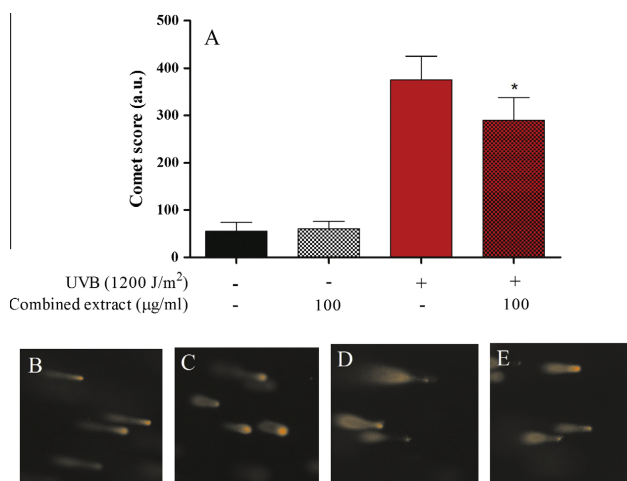 500
A
400
300
200
100
0
Comet score (a.u.)
*
UVB (1200 J/m²) - - + +
Combined extract (µg/ml) - 100 - 100
B
C
D
E